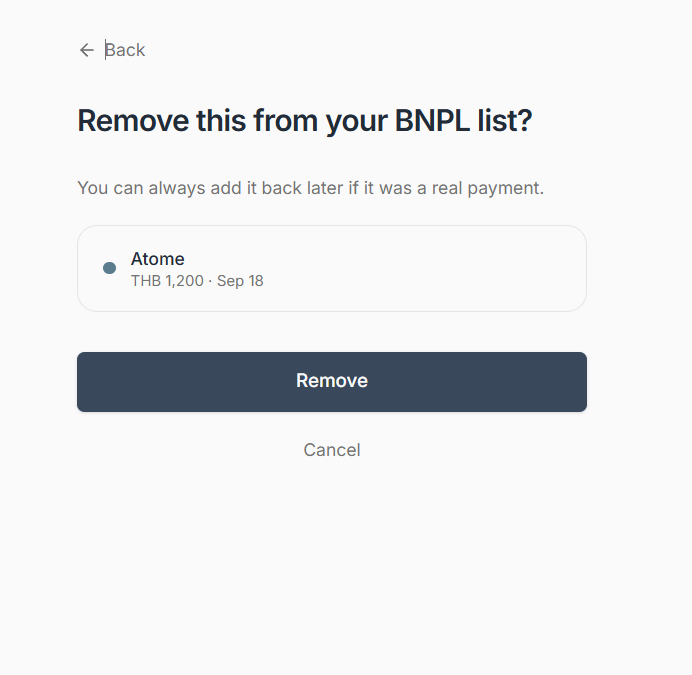 Back
Remove this from your BNPL list?
You can always add it back later if it was a real payment.
Atome
THB 1,200 · Sep 18
Remove
Cancel